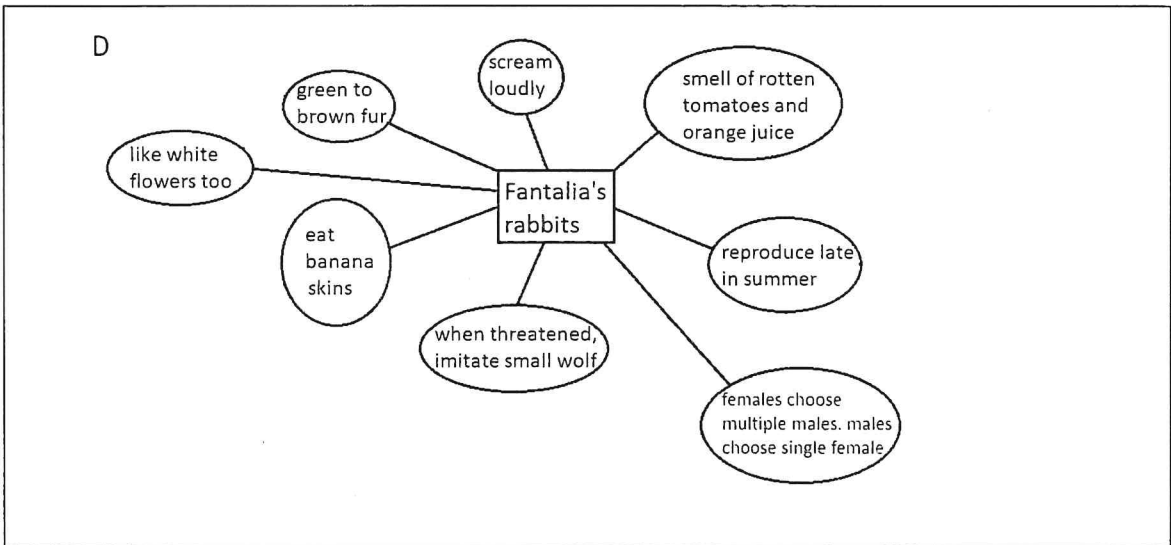 D
scream
loudly
smell of rotten
tomatoes and
orange juice
green to
brown fur
like white
flowers too
Fantalia's
rabbits
eat
banana
skins
reproduce late
in summer
when threatened,
imitate small wolf
females choose
multiple males. males
choose single female